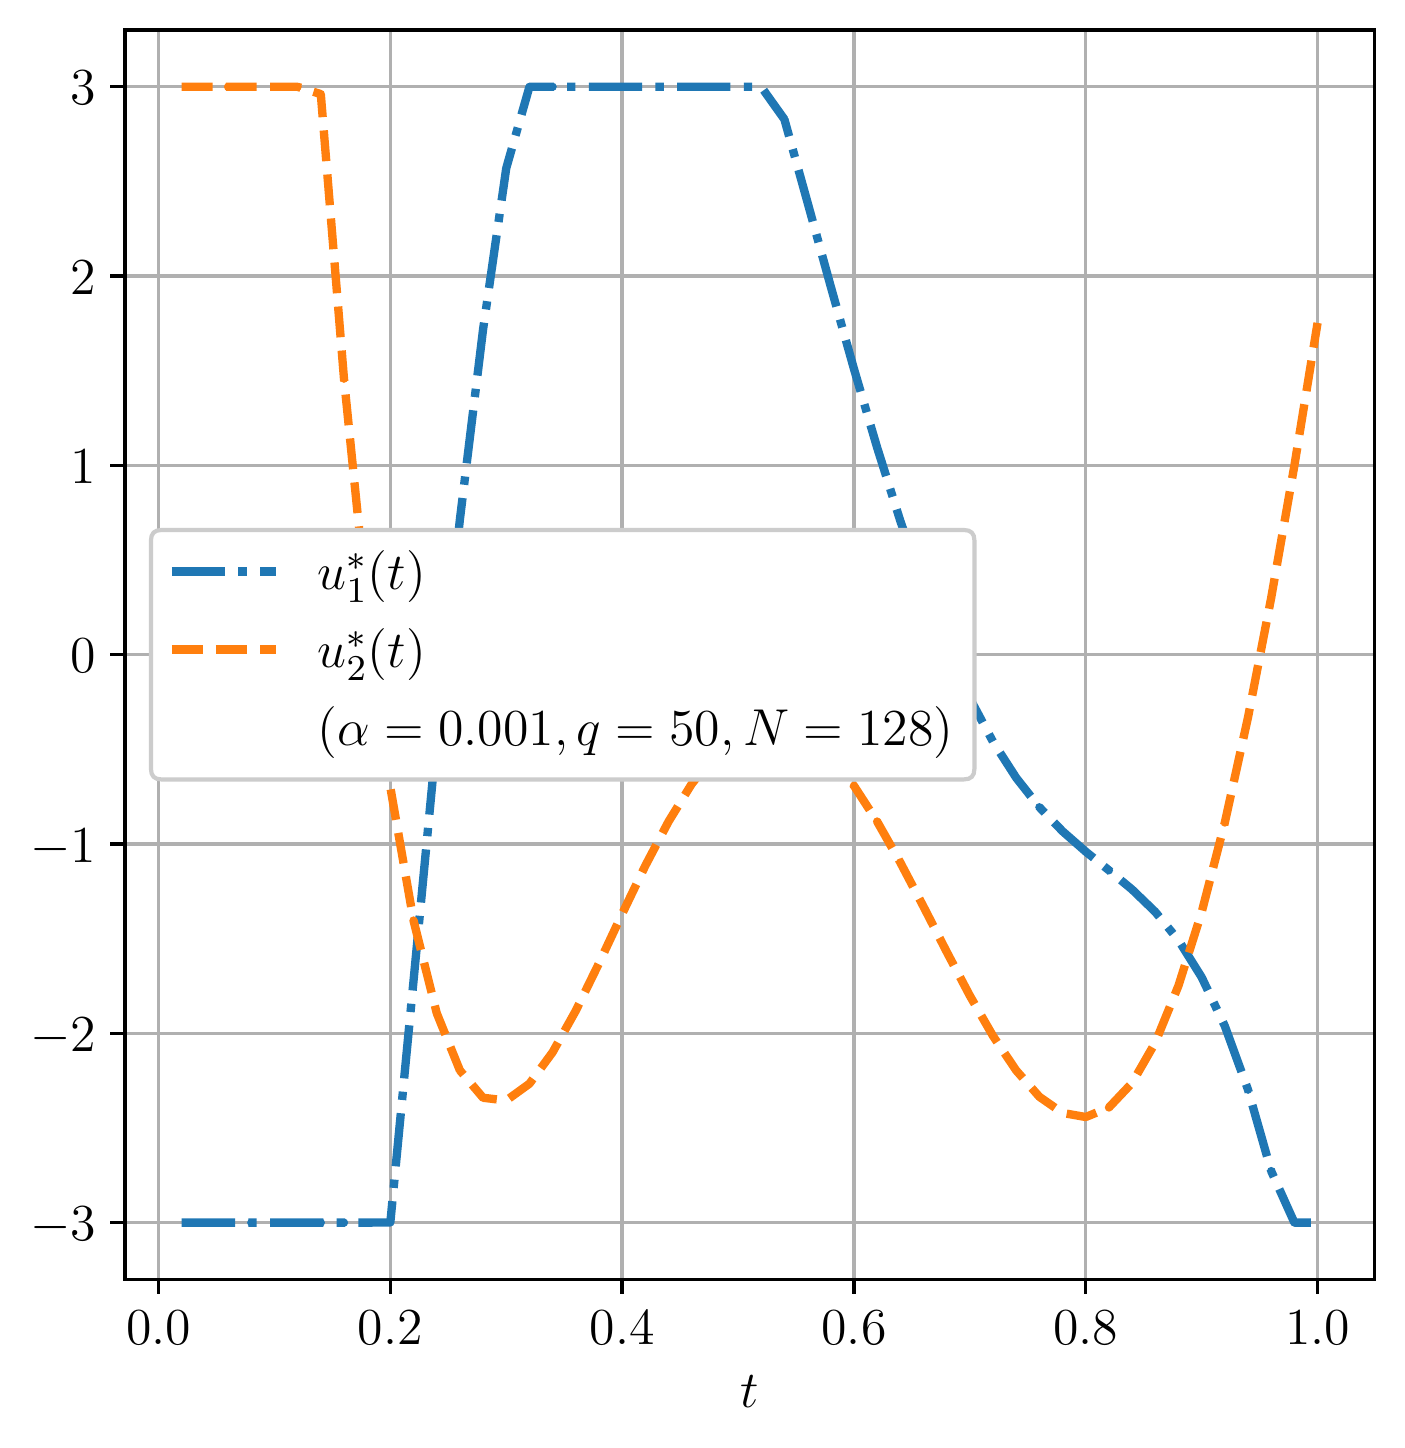 3
2
1
0
−1
−2
−3
u₁*(t)
u₂*(t)
(α = 0.001, q = 50, N = 128)
0.0 0.2 0.4 0.6 0.8 1.0
t